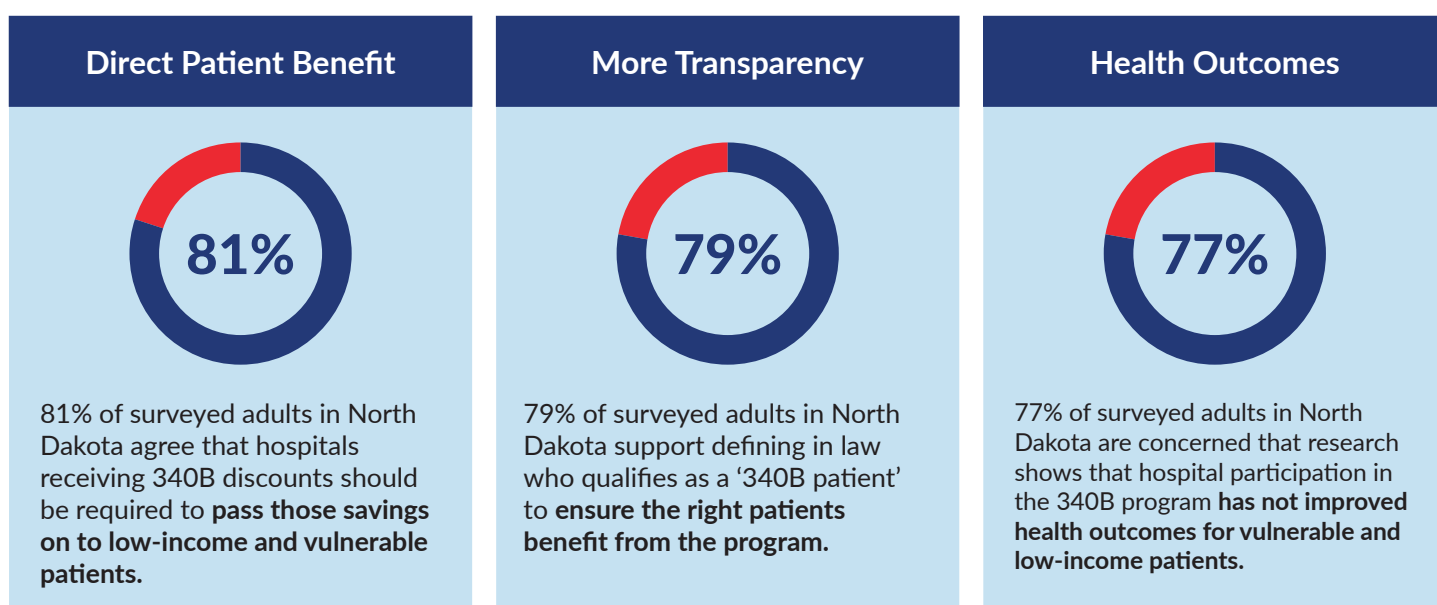 Direct Patient Benefit
81%
81% of surveyed adults in North
Dakota agree that hospitals
receiving 340B discounts should
be required to pass those savings
on to low-income and vulnerable
patients.
More Transparency
79%
79% of surveyed adults in North
Dakota support defining in law
who qualifies as a ‘340B patient’
to ensure the right patients
benefit from the program.
Health Outcomes
77%
77% of surveyed adults in North
Dakota are concerned that research
shows that hospital participation in
the 340B program has not improved
health outcomes for vulnerable and
low-income patients.